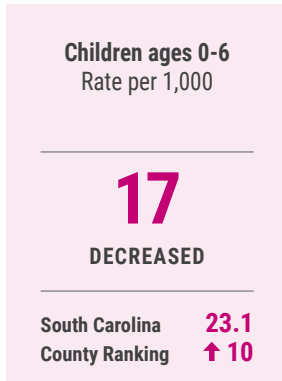 Children ages 0-6
Rate per 1,000
17
DECREASED
South Carolina 23.1
County Ranking ↑ 10